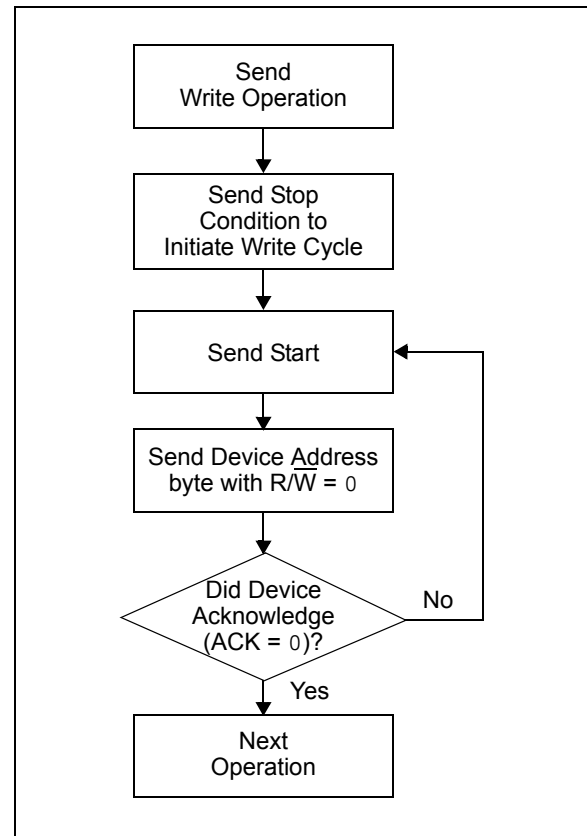 Send
Write Operation
Send Stop
Condition to
Initiate Write Cycle
Send Start
Send Device Address
byte with R/W̅ = 0
Did Device
Acknowledge
(ACK = 0)?
No
Yes
Next
Operation